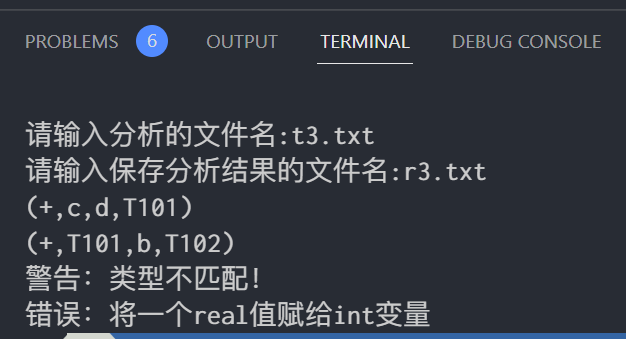 PROBLEMS 6 OUTPUT TERMINAL DEBUG CONSOLE
请输入分析的文件名:t3.txt
请输入保存分析结果的文件名:r3.txt
(+,c,d,T101)
(+,T101,b,T102)
警告: 类型不匹配!
错误: 将一个real值赋给int变量